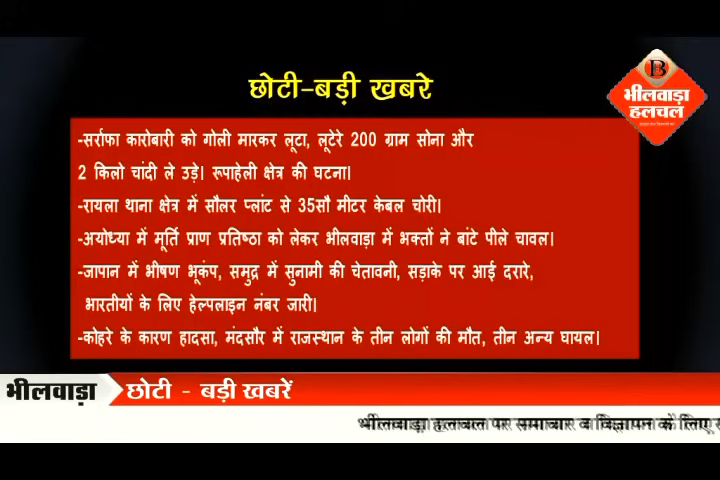 छोटी-बड़ी खबरे
B
भीलवाड़ा
हलचल
-सर्राफा कारोबारी को गोली मारकर लूटा, लूटेरे 200 ग्राम सोना और
2 किलो चांदी ले उड़े। रूपाहेली क्षेत्र की घटना।
-रायला थाना क्षेत्र में सौलर प्लांट से 35सौ मीटर केबल चोरी।
-अयोध्या में मूर्ति प्राण प्रतिष्ठा को लेकर भीलवाड़ा में भक्तों ने बांटे पीले चावल।
-जापान में भीषण भूकंप, समुद्र में सुनामी की चेतावनी, सड़ाके पर आई दरारे,
भारतीयों के लिए हेल्पलाइन नंबर जारी।
-कोहरे के कारण हादसा, मंदसौर में राजस्थान के तीन लोगों की मौत, तीन अन्य घायल।
भीलवाड़ा छोटी - बड़ी खबरें
भीलवाड़ा हलचल पर समाचार व विज्ञापन के लिए